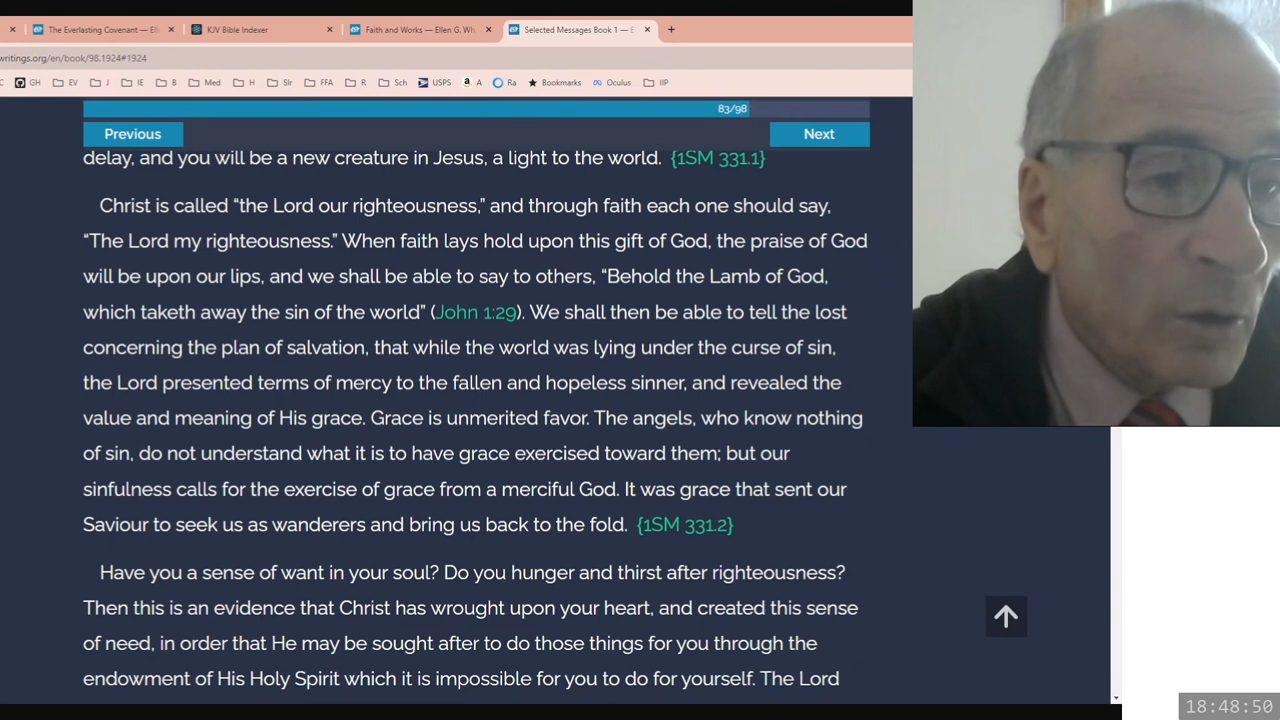 The Everlasting Covenant — Ell
KJV Bible Indexer
Faith and Works — Ellen G. Wh
Selected Messages Book 1 — E
writings.org/en/book/98.1924#1924
C GH EV J IE B Med H Slr FFA R Sch USPS A Ra Bookmarks Oculus IIP
83/98
Previous Next
delay, and you will be a new creature in Jesus, a light to the world. {1SM 331.1}
Christ is called “the Lord our righteousness,” and through faith each one should say,
“The Lord my righteousness.” When faith lays hold upon this gift of God, the praise of God
will be upon our lips, and we shall be able to say to others, “Behold the Lamb of God,
which taketh away the sin of the world” (John 1:29). We shall then be able to tell the lost
concerning the plan of salvation, that while the world was lying under the curse of sin,
the Lord presented terms of mercy to the fallen and hopeless sinner, and revealed the
value and meaning of His grace. Grace is unmerited favor. The angels, who know nothing
of sin, do not understand what it is to have grace exercised toward them; but our
sinfulness calls for the exercise of grace from a merciful God. It was grace that sent our
Saviour to seek us as wanderers and bring us back to the fold. {1SM 331.2}
Have you a sense of want in your soul? Do you hunger and thirst after righteousness?
Then this is an evidence that Christ has wrought upon your heart, and created this sense
of need, in order that He may be sought after to do those things for you through the
endowment of His Holy Spirit which it is impossible for you to do for yourself. The Lord
18:48:50